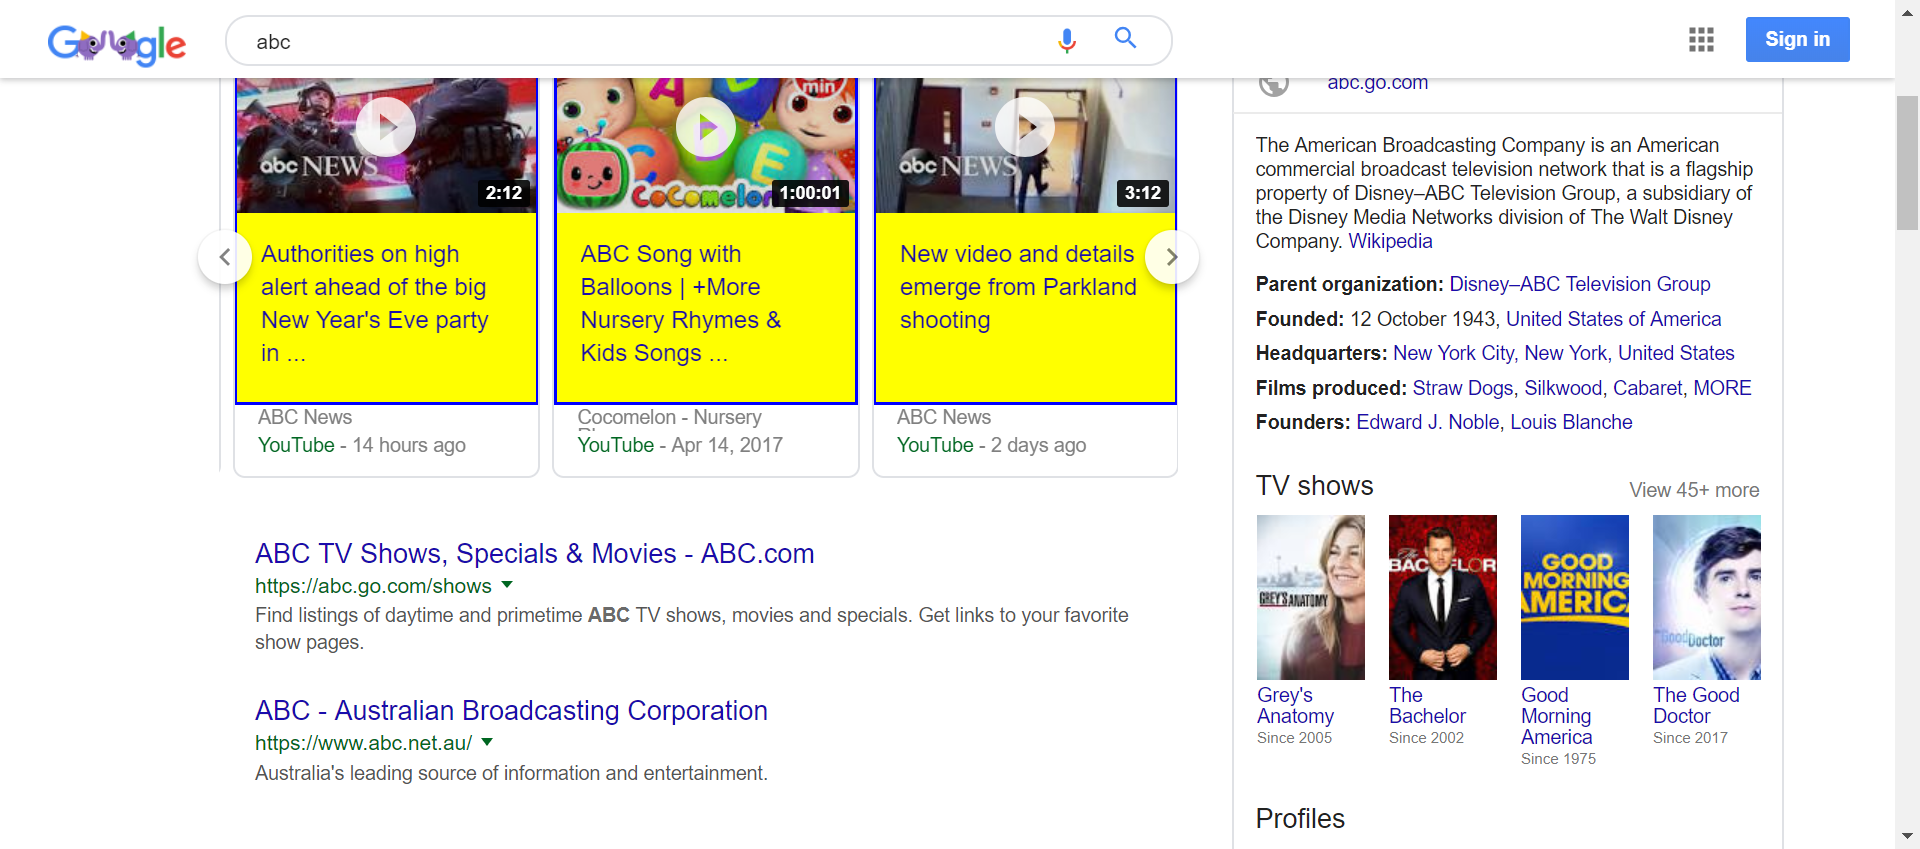 Google
abc
Sign in
abc NEWS
2:12
min
CoComelon
1:00:01
abc NEWS
3:12
Authorities on high
alert ahead of the big
New Year's Eve party
in ...
ABC Song with
Balloons | +More
Nursery Rhymes &
Kids Songs ...
New video and details
emerge from Parkland
shooting
ABC News
YouTube - 14 hours ago
Cocomelon - Nursery
YouTube - Apr 14, 2017
ABC News
YouTube - 2 days ago
ABC TV Shows, Specials & Movies - ABC.com
https://abc.go.com/shows
Find listings of daytime and primetime ABC TV shows, movies and specials. Get links to your favorite
show pages.
ABC - Australian Broadcasting Corporation
https://www.abc.net.au/
Australia's leading source of information and entertainment.
abc.go.com
The American Broadcasting Company is an American
commercial broadcast television network that is a flagship
property of Disney–ABC Television Group, a subsidiary of
the Disney Media Networks division of The Walt Disney
Company. Wikipedia
Parent organization: Disney–ABC Television Group
Founded: 12 October 1943, United States of America
Headquarters: New York City, New York, United States
Films produced: Straw Dogs, Silkwood, Cabaret, MORE
Founders: Edward J. Noble, Louis Blanche
TV shows
View 45+ more
GREY'S ANATOMY
The
BACHELOR
GOOD
MORNING
AMERICA
the Good Doctor
Grey's
Anatomy
Since 2005
The
Bachelor
Since 2002
Good
Morning
America
Since 1975
The Good
Doctor
Since 2017
Profiles